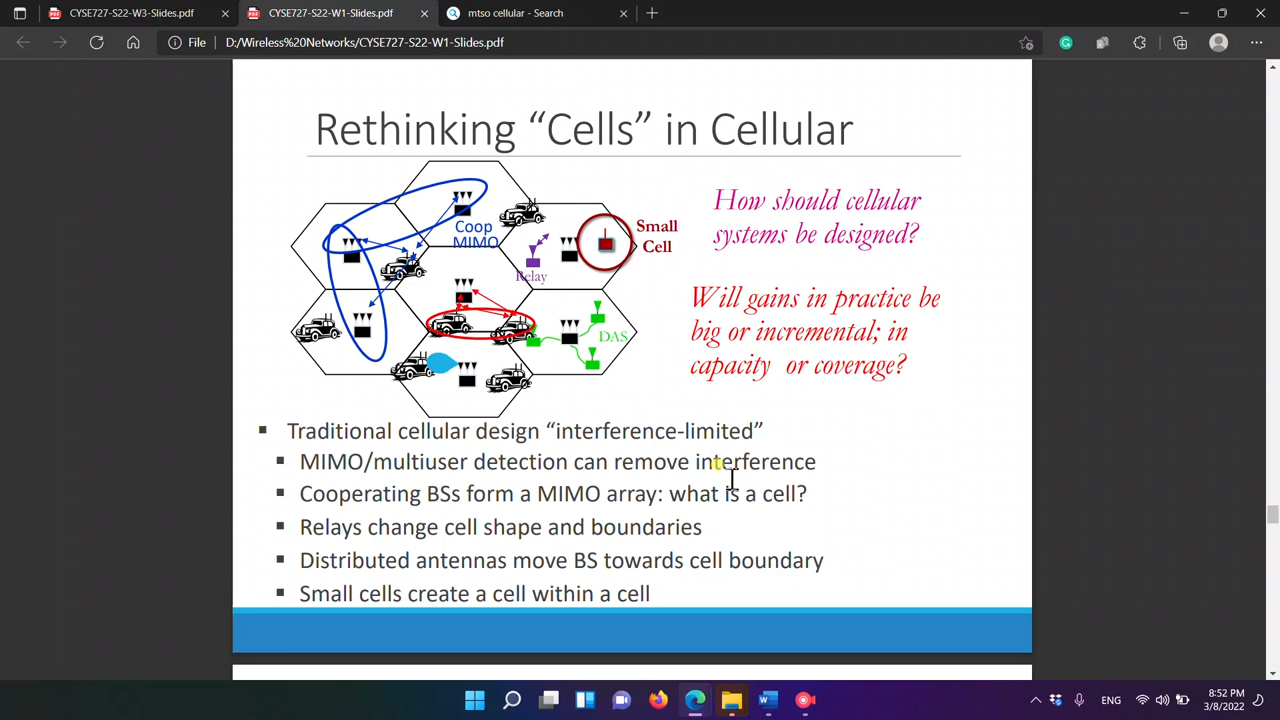 CYSE727-S22-W3-Slides.pdf
CYSE727-S22-W1-Slides.pdf
mtso cellular - Search
File
D:/Wireless%20Networks/CYSE727-S22-W1-Slides.pdf
Rethinking “Cells” in Cellular
Coop
MIMO
Relay
Small
Cell
DAS
How should cellular
systems be designed?
Will gains in practice be
big or incremental; in
capacity or coverage?
▪ Traditional cellular design “interference-limited”
▪ MIMO/multiuser detection can remove interference
▪ Cooperating BSs form a MIMO array: what is a cell?
▪ Relays change cell shape and boundaries
▪ Distributed antennas move BS towards cell boundary
▪ Small cells create a cell within a cell
ENG
8:52 PM
3/8/2022